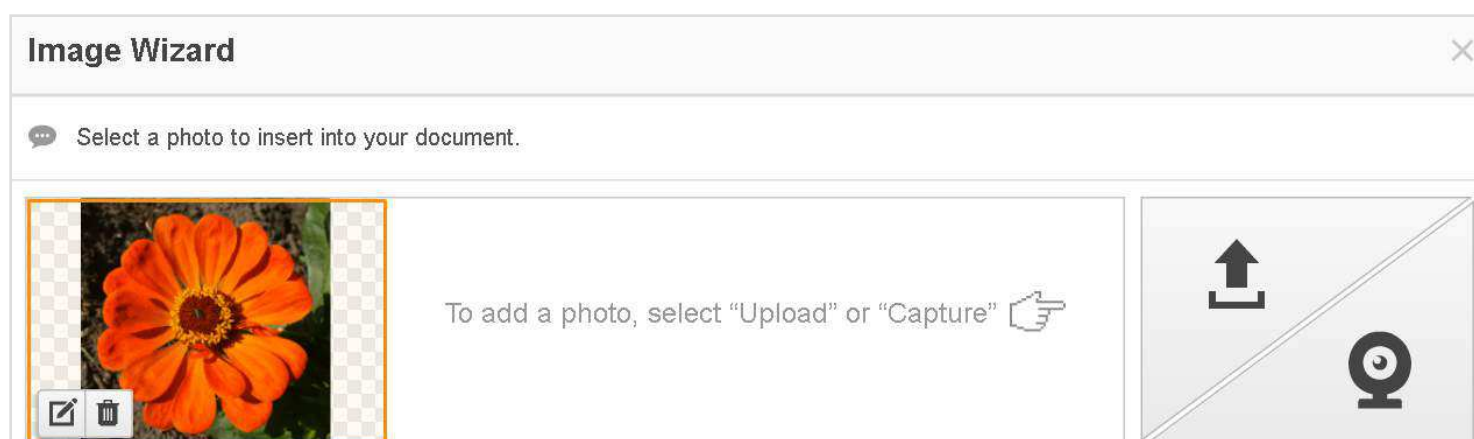 Image Wizard
Select a photo to insert into your document.
To add a photo, select “Upload” or “Capture”